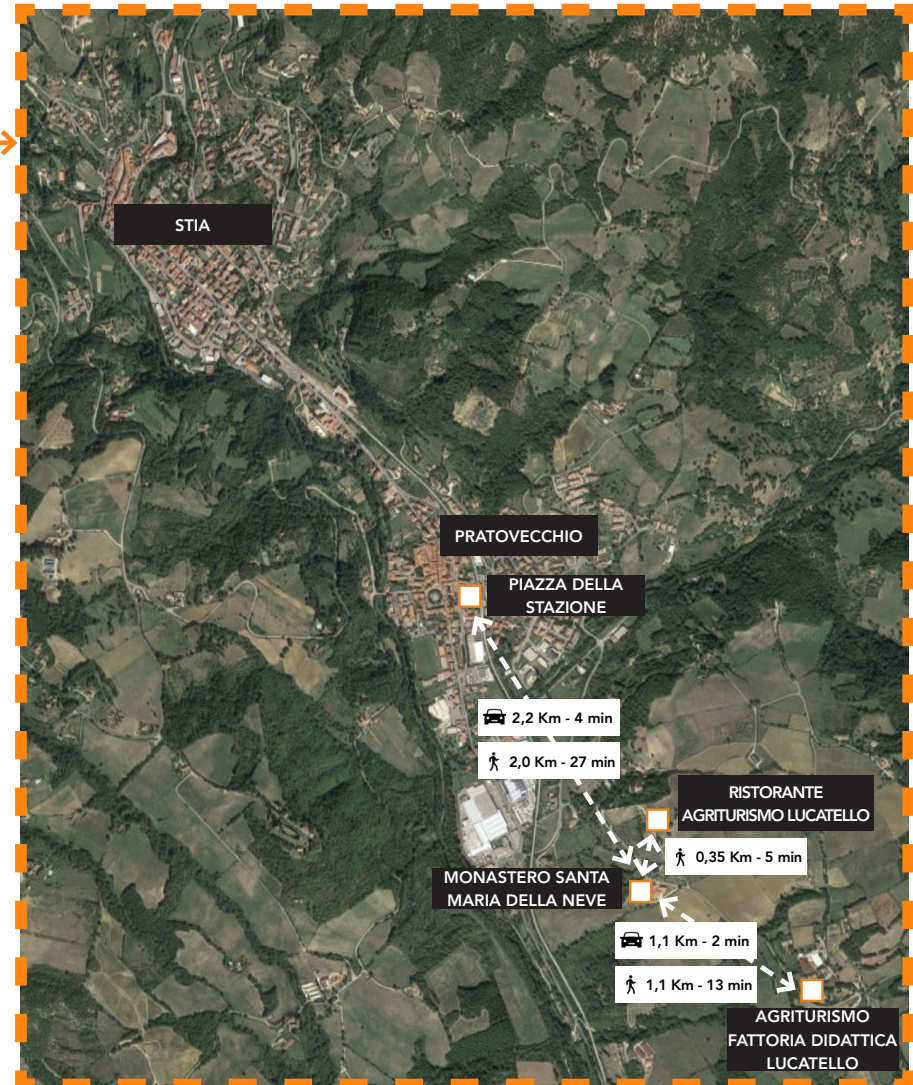 STIA
PRATOVECCHIO
PIAZZA DELLA
STAZIONE
2,2 Km - 4 min
2,0 Km - 27 min
RISTORANTE
AGRITURISMO LUCATELLO
0,35 Km - 5 min
MONASTERO SANTA
MARIA DELLA NEVE
1,1 Km - 2 min
1,1 Km - 13 min
AGRITURISMO
FATTORIA DIDATTICA
LUCATELLO